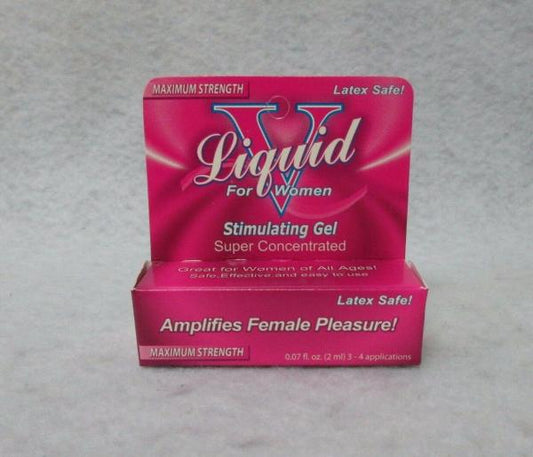 MAXIMUM STRENGTH
Latex Safe!
Liquid V
For Women
Stimulating Gel
Super Concentrated
Great for Women of All Ages!
Safe,Effective,and easy to use
Latex Safe!
Amplifies Female Pleasure!
MAXIMUM STRENGTH
0.07 fl. oz. (2 ml) 3 - 4 applications